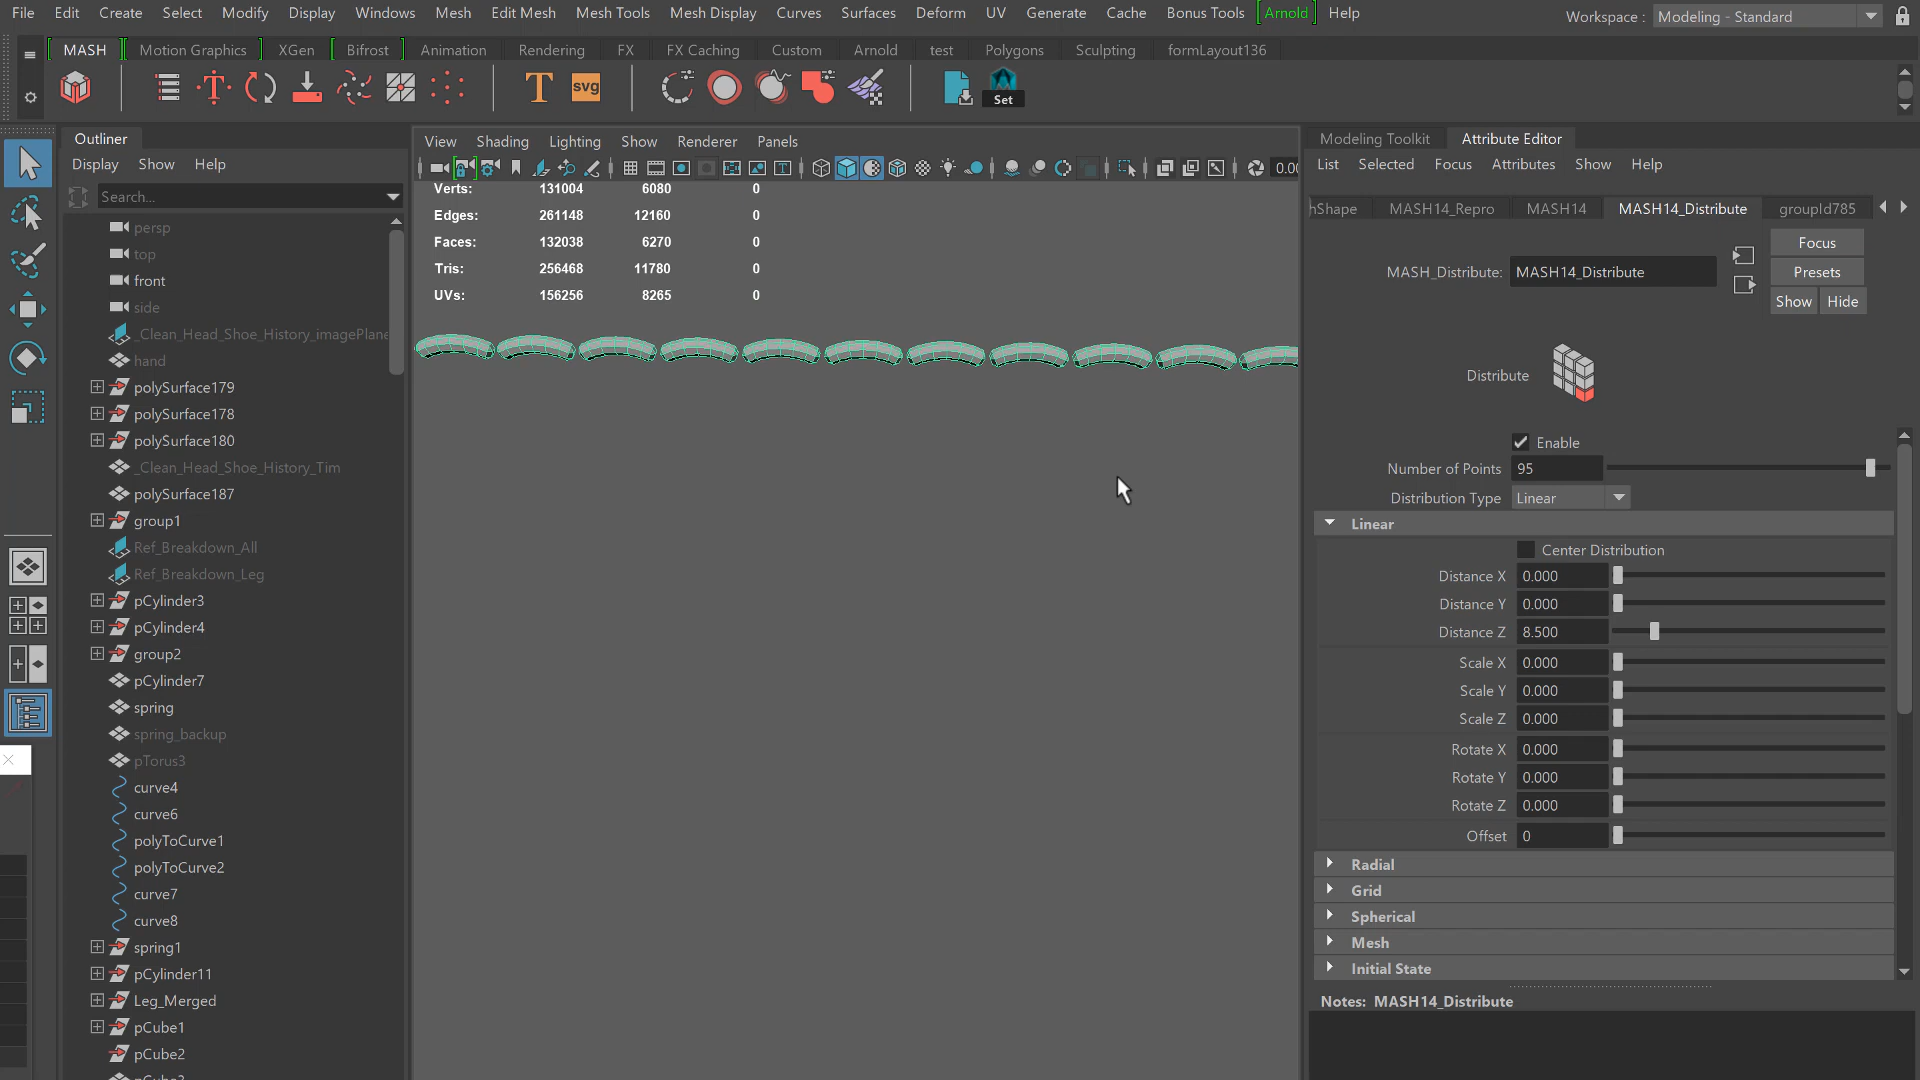 File Edit Create Select Modify Display Windows Mesh Edit Mesh Mesh Tools Mesh Display Curves Surfaces Deform UV Generate Cache Bonus Tools Arnold Help
Workspace : Modeling - Standard
MASH Motion Graphics XGen Bifrost Animation Rendering FX FX Caching Custom Arnold test Polygons Sculpting formLayout136
T svg Set
Outliner
Display Show Help
Search...
persp
top
front
side
_Clean_Head_Shoe_History_imagePlane
hand
polySurface179
polySurface178
polySurface180
_Clean_Head_Shoe_History_Tim
polySurface187
group1
Ref_Breakdown_All
Ref_Breakdown_Leg
pCylinder3
pCylinder4
group2
pCylinder7
spring
spring_backup
pTorus3
curve4
curve6
polyToCurve1
polyToCurve2
curve7
curve8
spring1
pCylinder11
Leg_Merged
pCube1
pCube2
View Shading Lighting Show Renderer Panels
0.00
Verts: 131004 6080 0
Edges: 261148 12160 0
Faces: 132038 6270 0
Tris: 256468 11780 0
UVs: 156256 8265 0
Modeling Toolkit Attribute Editor
List Selected Focus Attributes Show Help
hShape MASH14_Repro MASH14 MASH14_Distribute groupId785
MASH_Distribute: MASH14_Distribute
Focus
Presets
Show Hide
Distribute
Enable
Number of Points 95
Distribution Type Linear
Linear
Center Distribution
Distance X 0.000
Distance Y 0.000
Distance Z 8.500
Scale X 0.000
Scale Y 0.000
Scale Z 0.000
Rotate X 0.000
Rotate Y 0.000
Rotate Z 0.000
Offset 0
Radial
Grid
Spherical
Mesh
Initial State
Notes: MASH14_Distribute